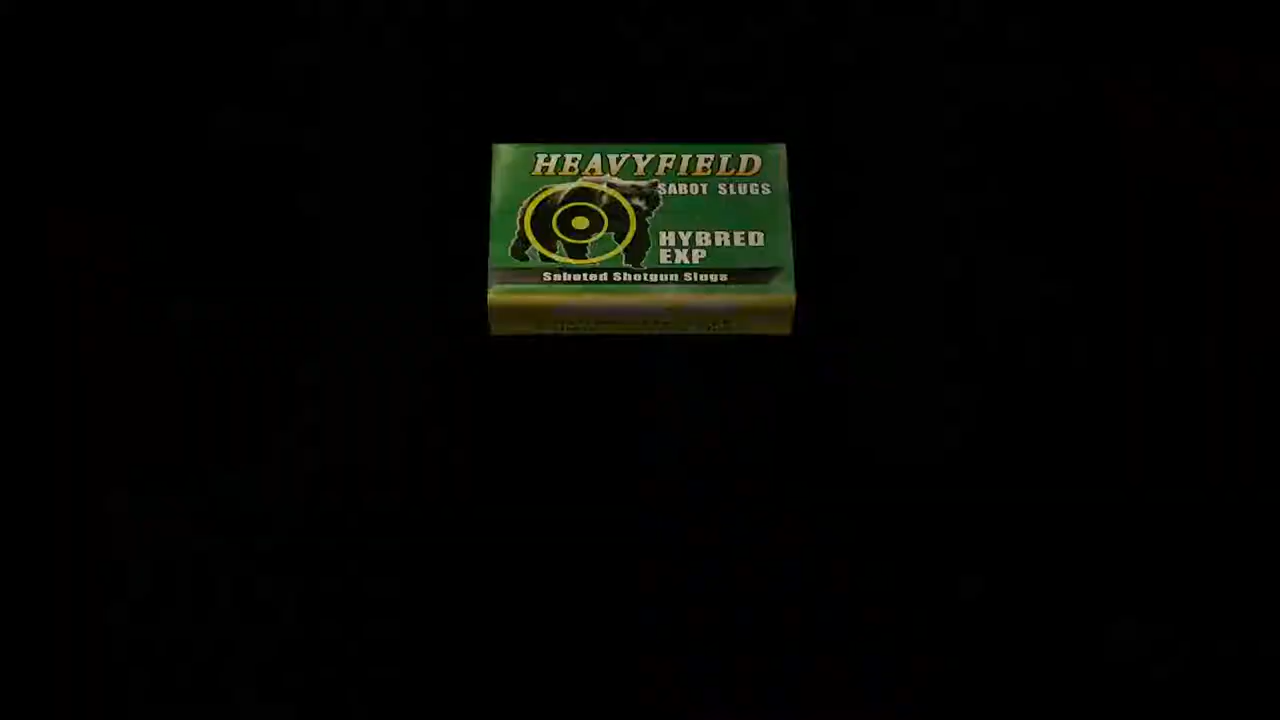 HEAVYFIELD
SABOT SLUGS
HYBRED
EXP
Saboted Shotgun Slugs